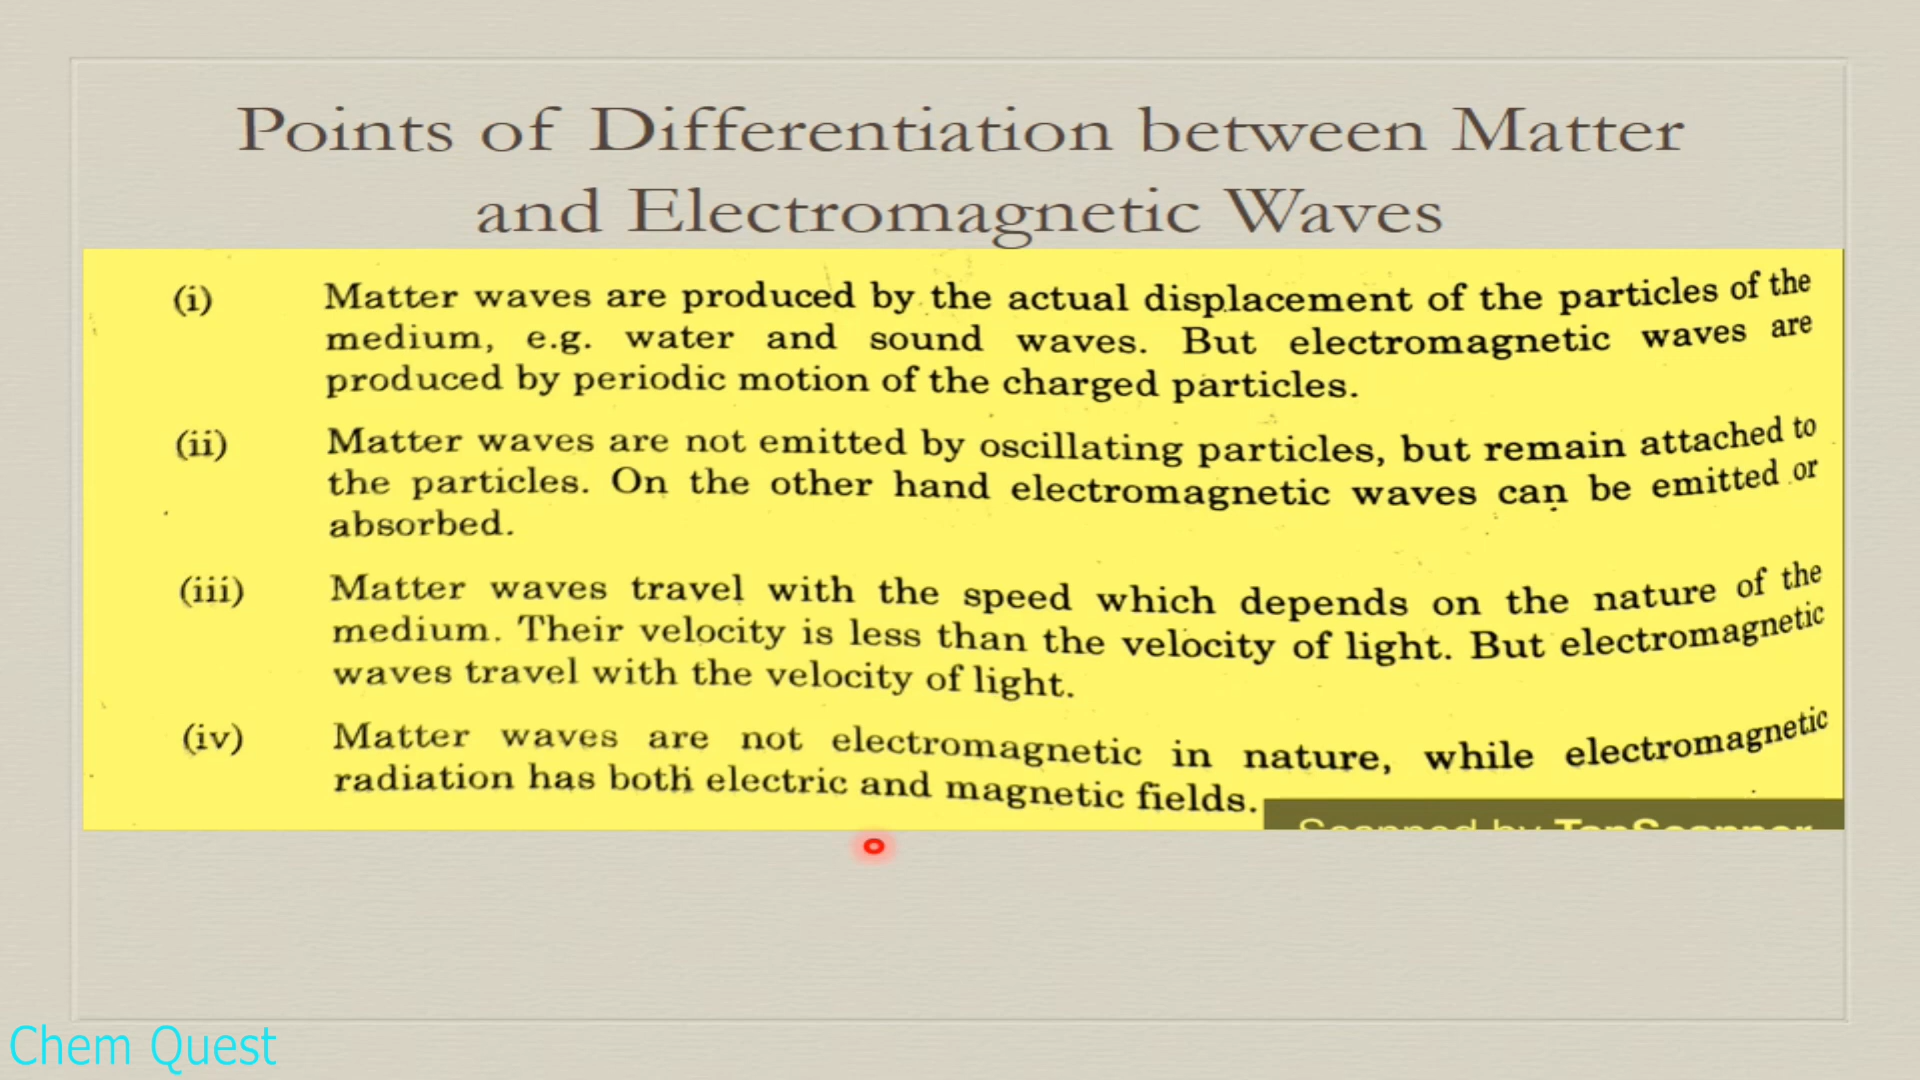 Points of Differentiation between Matter
and Electromagnetic Waves
(i) Matter waves are produced by the actual displacement of the particles of the
medium, e.g. water and sound waves. But electromagnetic waves are
produced by periodic motion of the charged particles.
(ii) Matter waves are not emitted by oscillating particles, but remain attached to
the particles. On the other hand electromagnetic waves can be emitted or
absorbed.
(iii) Matter waves travel with the speed which depends on the nature of the
medium. Their velocity is less than the velocity of light. But electromagnetic
waves travel with the velocity of light.
(iv) Matter waves are not electromagnetic in nature, while electromagnetic
radiation has both electric and magnetic fields.
Scanned by TapScanner
Chem Quest